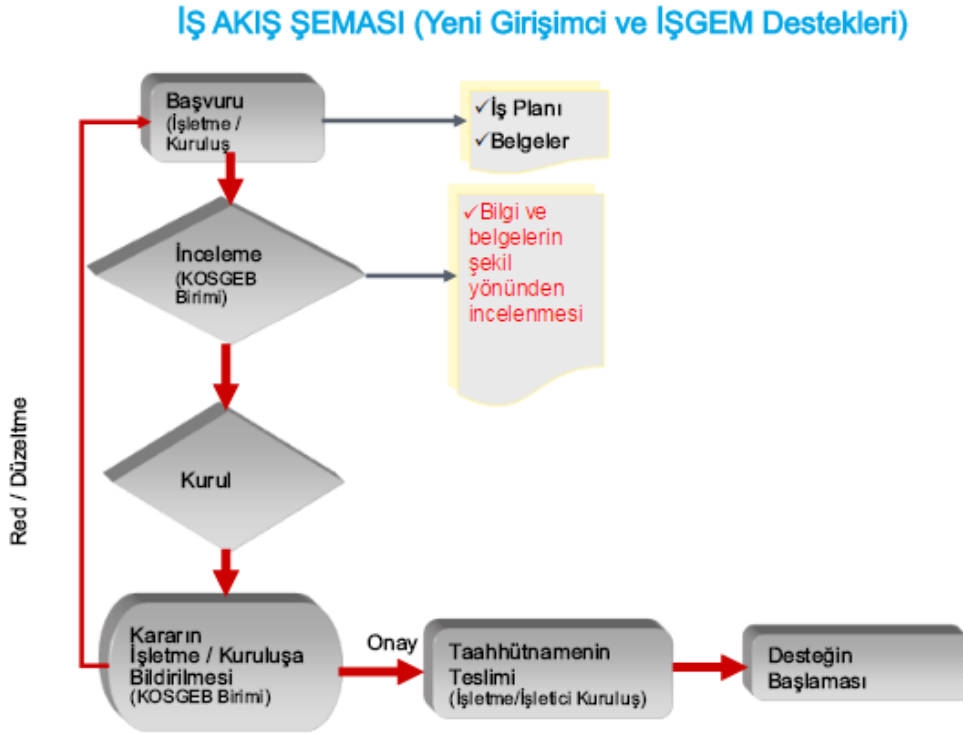 İŞ AKIŞ ŞEMASI (Yeni Girişimci ve İŞGEM Destekleri)
Başvuru
(İşletme /
Kuruluş
✓İş Planı
✓Belgeler
İnceleme
(KOSGEB
Birimi)
✓Bilgi ve
belgelerin
şekil
yönünden
incelenmesi
Red / Düzeltme
Kurul
Kararın
İşletme / Kuruluşa
Bildirilmesi
(KOSGEB Birimi)
Onay
Taahhütnamenin
Teslimi
(İşletme/İşletici Kuruluş)
Desteğin
Başlaması